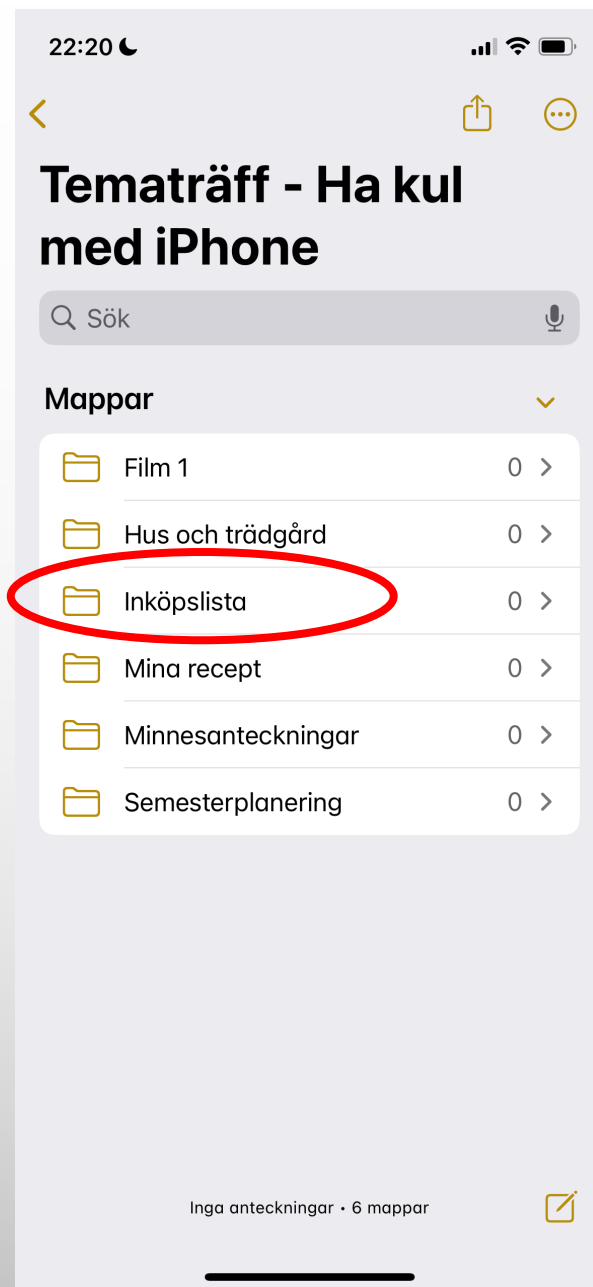 22:20
Tematräff - Ha kul
med iPhone
Sök
Mappar
Film 1 0
Hus och trädgård 0
Inköpslista 0
Mina recept 0
Minnesanteckningar 0
Semesterplanering 0
Inga anteckningar • 6 mappar